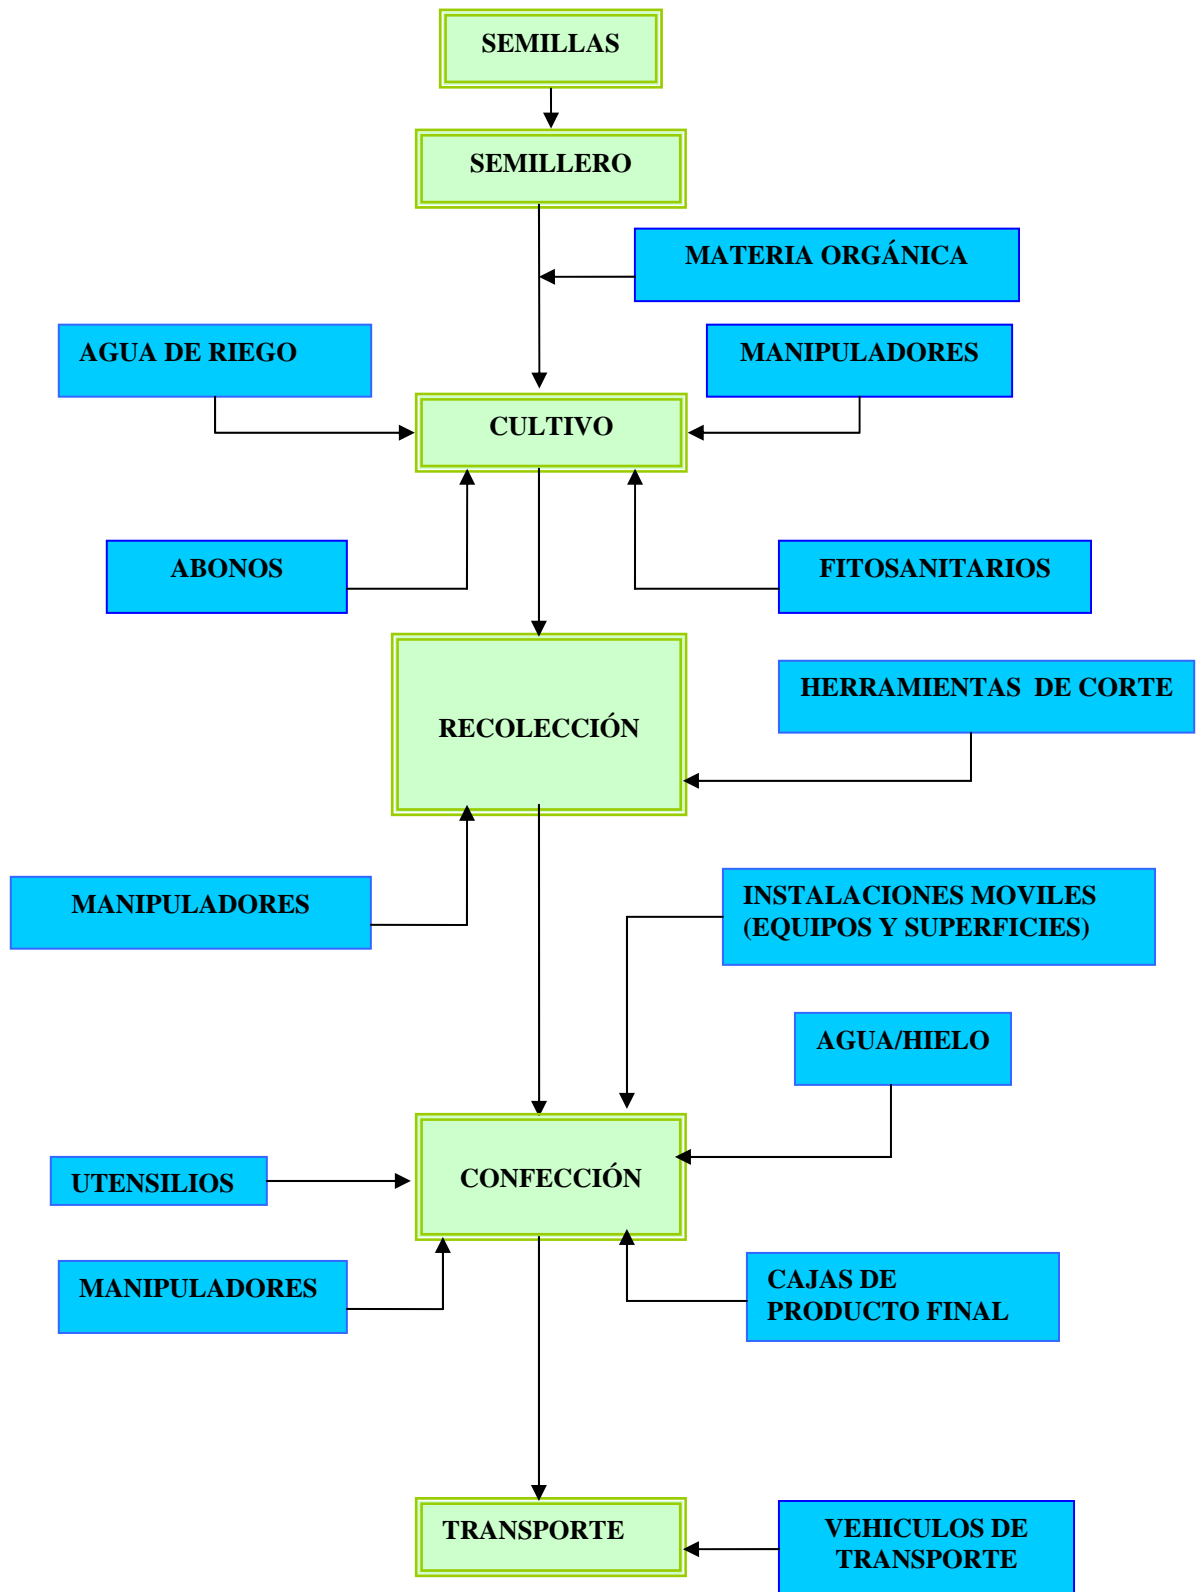 SEMILLAS
SEMILLERO
MATERIA ORGÁNICA
AGUA DE RIEGO
MANIPULADORES
CULTIVO
ABONOS
FITOSANITARIOS
HERRAMIENTAS  DE CORTE
RECOLECCIÓN
MANIPULADORES
INSTALACIONES MOVILES
(EQUIPOS Y SUPERFICIES)
AGUA/HIELO
UTENSILIOS
CONFECCIÓN
MANIPULADORES
CAJAS DE
PRODUCTO FINAL
TRANSPORTE
VEHICULOS DE
TRANSPORTE